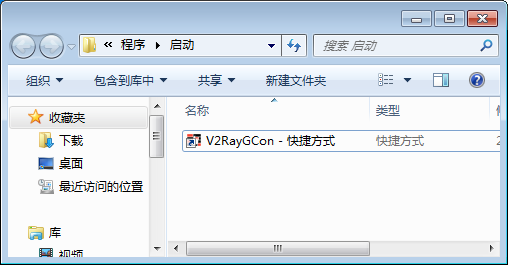 « 程序 ▸ 启动
搜索 启动
组织 包含到库中 共享 新建文件夹
名称 类型
收藏夹
下载
桌面
最近访问的位置
库
V2RayGCon - 快捷方式 快捷方式